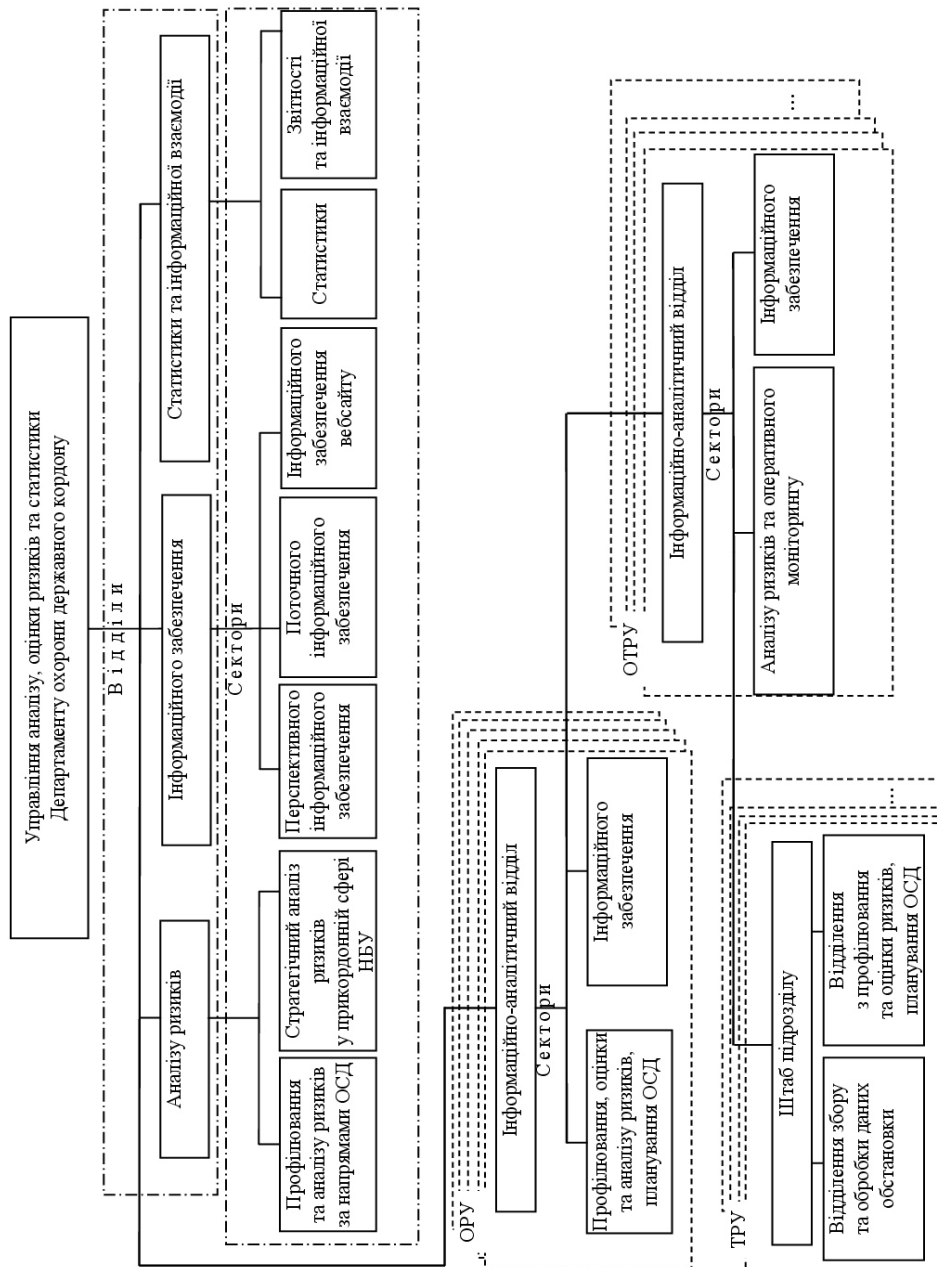 Управління аналізу, оцінки ризиків та статистики
Департаменту охорони державного кордону
Відділи
Аналізу ризиків
Інформаційного забезпечення
Статистики та інформаційної взаємодії
Сектори
Профілювання
та аналізу ризиків
за напрямами ОСД
Стратегічний аналіз
ризиків
у прикордонній сфері
НБУ
Перспективного
інформаційного
забезпечення
Поточного
інформаційного
забезпечення
Інформаційного
забезпечення
вебсайту
Статистики
Звітності
та інформаційної
взаємодії
ОРУ
Інформаційно-аналітичний відділ
Сектори
Профілювання, оцінки
та аналізу ризиків,
планування ОСД
Інформаційного
забезпечення
ОТРУ
Інформаційно-аналітичний відділ
Сектори
Аналізу ризиків та оперативного
моніторингу
Інформаційного
забезпечення
...
ТРУ
Штаб підрозділу
Відділення збору
та обробки даних
обстановки
Відділення
з профілювання
та оцінки ризиків,
планування ОСД
...